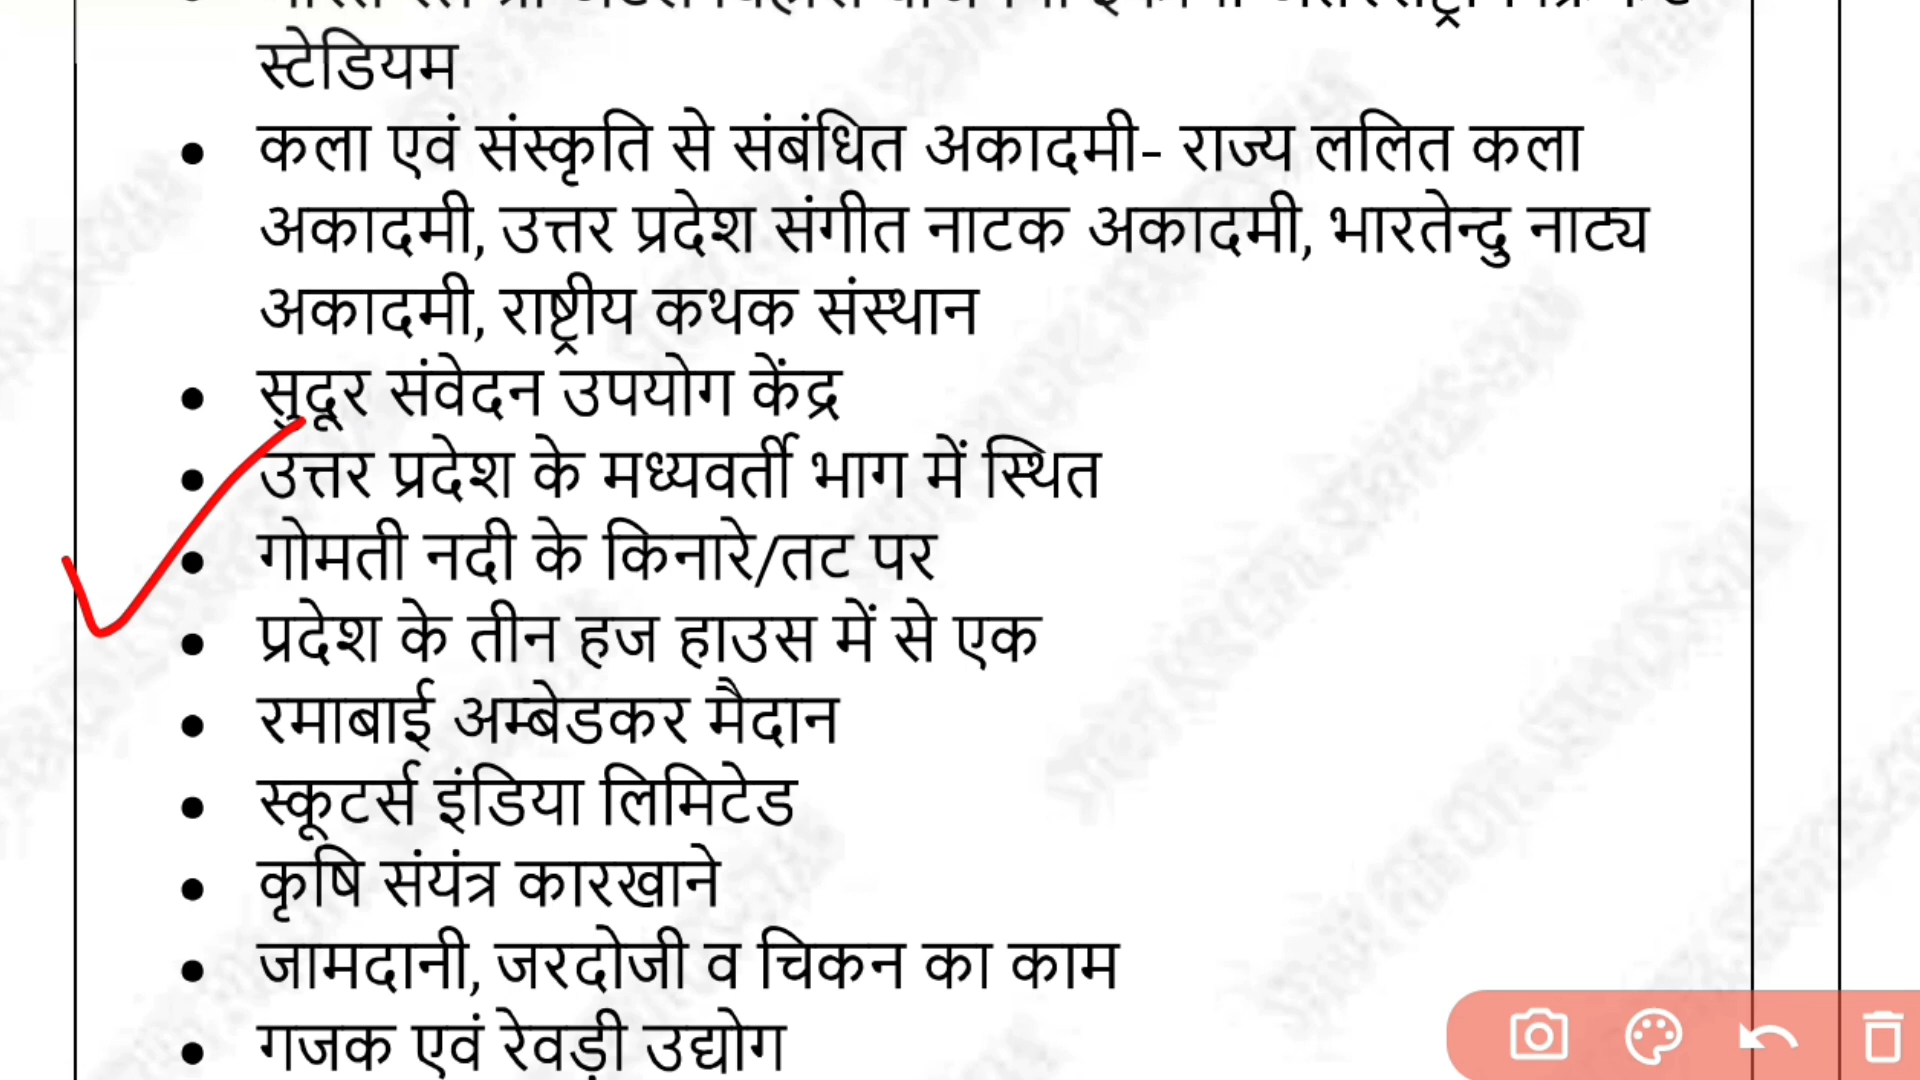 स्टेडियम
• कला एवं संस्कृति से संबंधित अकादमी- राज्य ललित कला
अकादमी, उत्तर प्रदेश संगीत नाटक अकादमी, भारतेन्दु नाट्य
अकादमी, राष्ट्रीय कथक संस्थान
• सुदूर संवेदन उपयोग केंद्र
• उत्तर प्रदेश के मध्यवर्ती भाग में स्थित
• गोमती नदी के किनारे/तट पर
• प्रदेश के तीन हज हाउस में से एक
• रमाबाई अम्बेडकर मैदान
• स्कूटर्स इंडिया लिमिटेड
• कृषि संयंत्र कारखाने
• जामदानी, जरदोजी व चिकन का काम
• गजक एवं रेवड़ी उद्योग